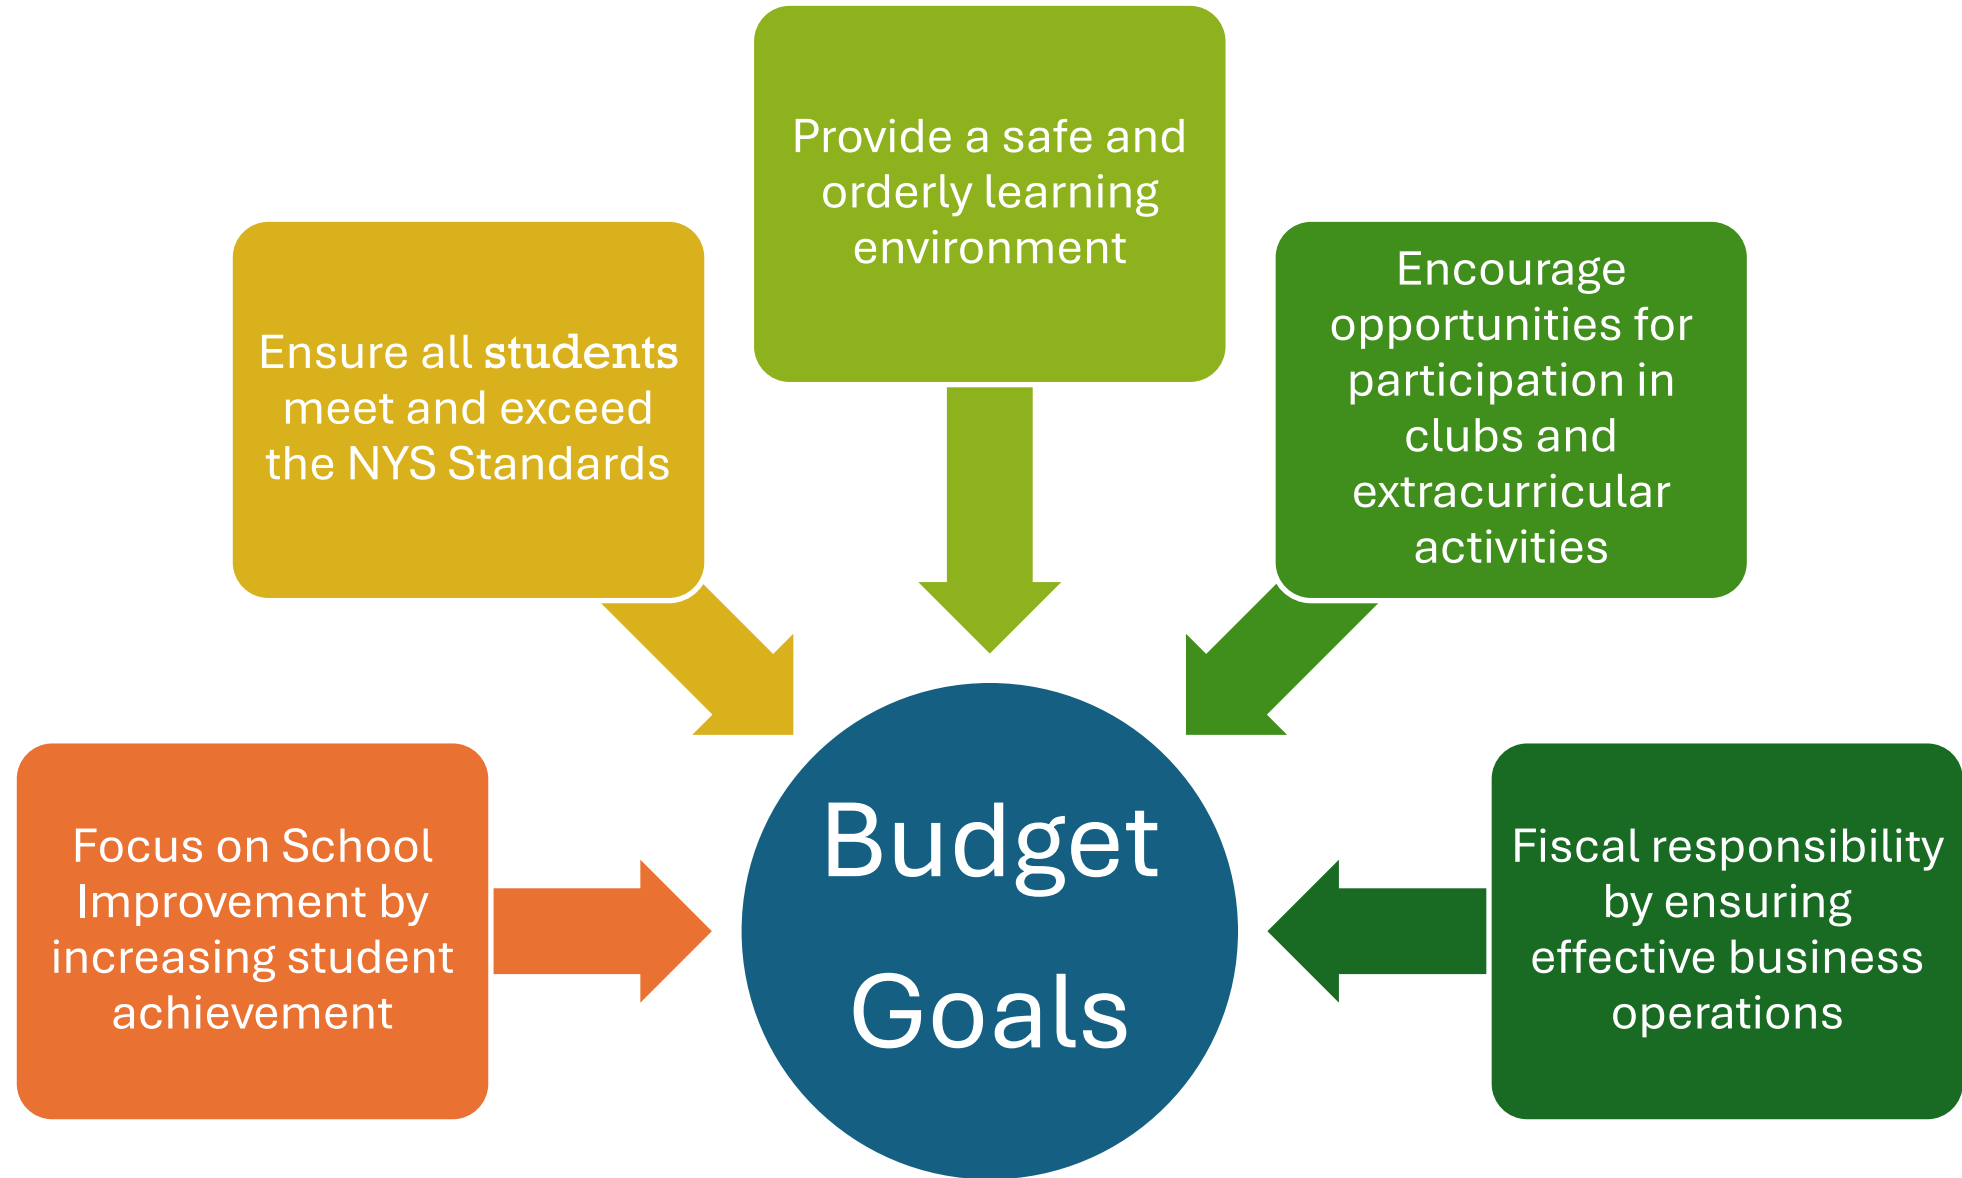 Provide a safe and
orderly learning
environment
Ensure all students
meet and exceed
the NYS Standards
Encourage
opportunities for
participation in
clubs and
extracurricular
activities
Focus on School
Improvement by
increasing student
achievement
Budget
Goals
Fiscal responsibility
by ensuring
effective business
operations